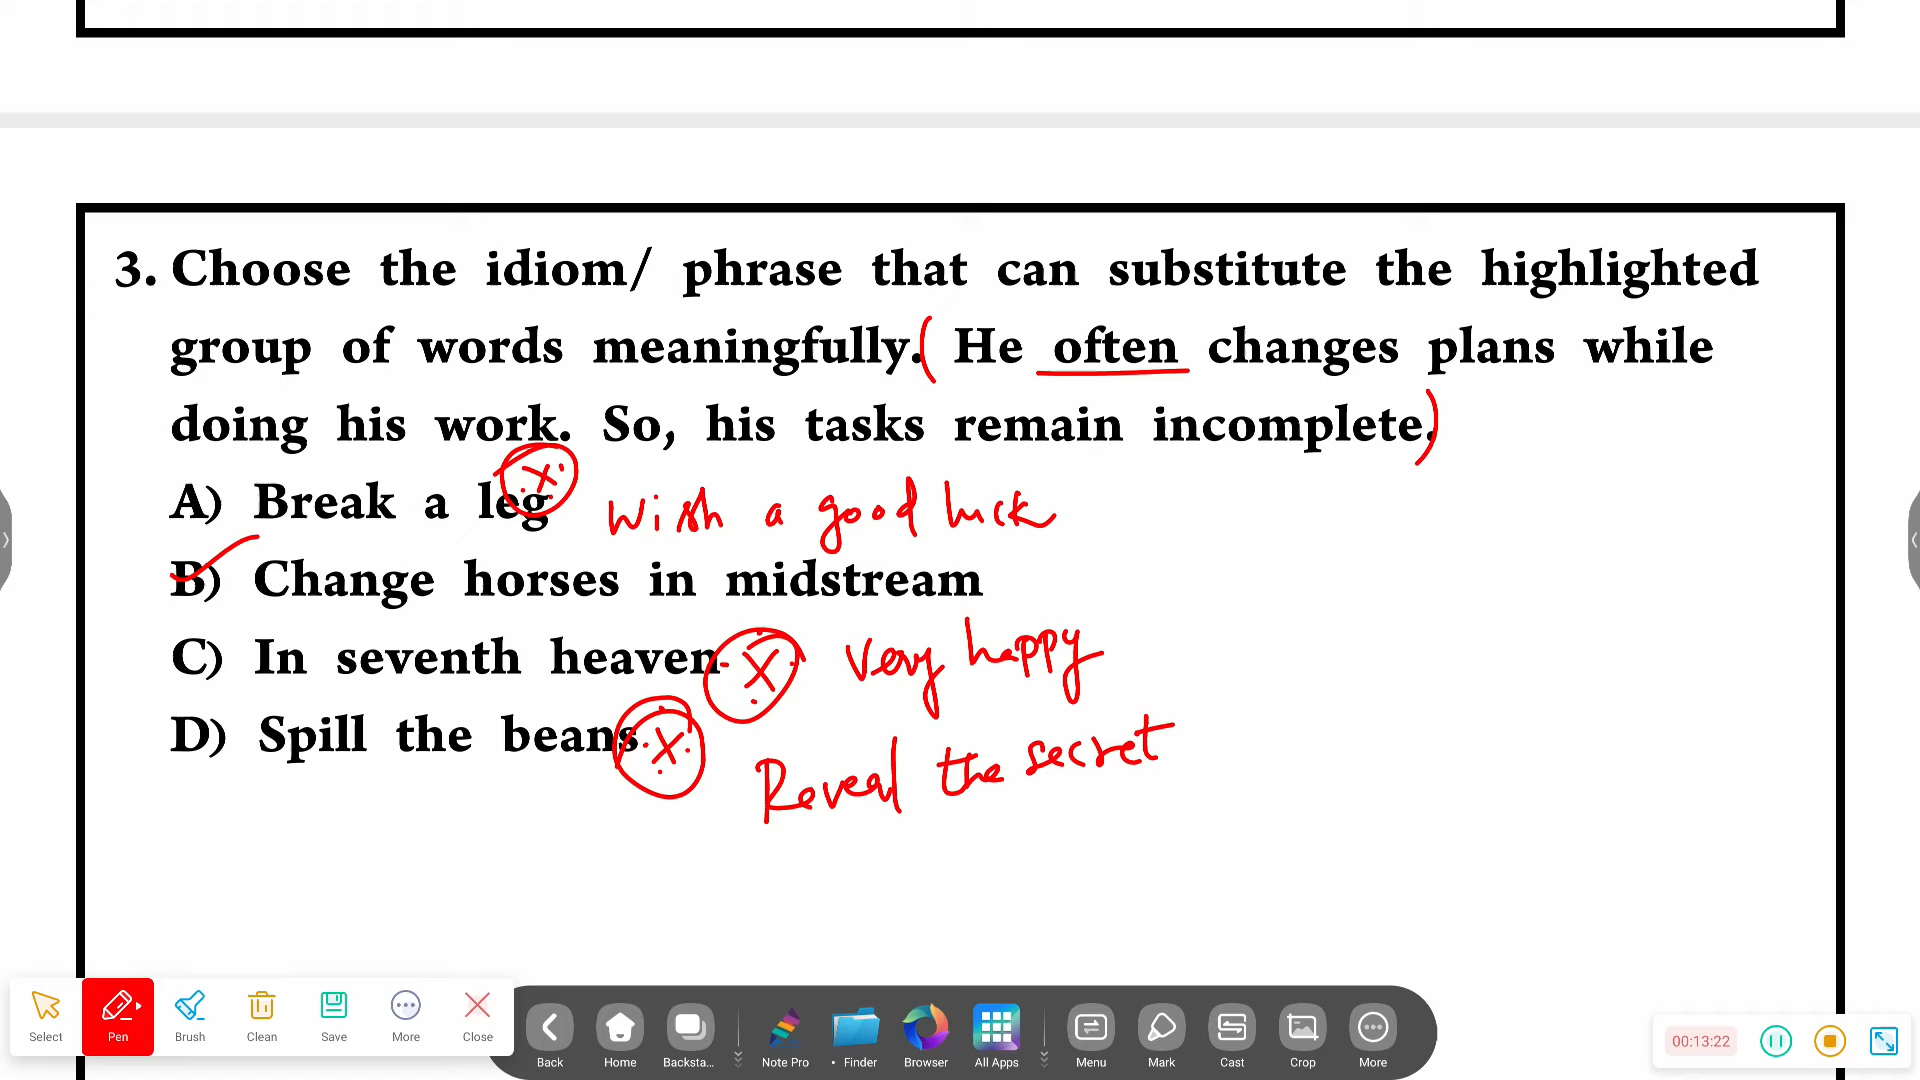 3. Choose the idiom/ phrase that can substitute the highlighted
group of words meaningfully.( He often changes plans while
doing his work. So, his tasks remain incomplete.)
A) Break a leg X Wish a good luck
B) Change horses in midstream
C) In seventh heaven X Very happy
D) Spill the beans X Reveal the secret
Select Pen Brush Clean Save More Close
Back Home Backsta... Note Pro • Finder Browser All Apps Menu Mark Cast Crop More
00:13:22